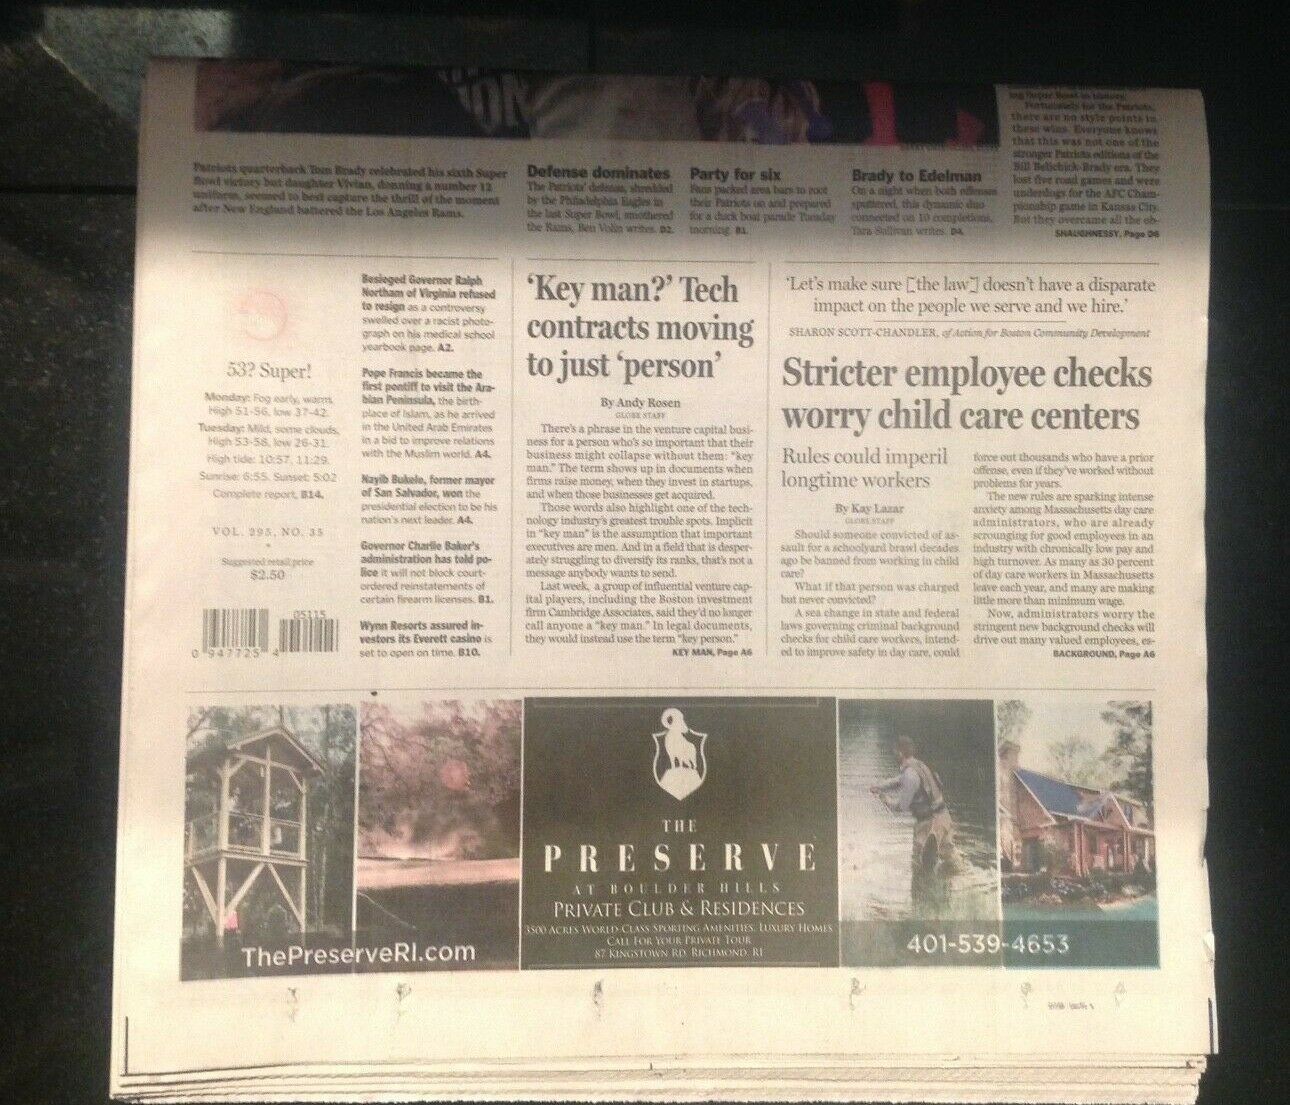 ON
Patriots quarterback Tom Brady celebrated his sixth Super
Bowl victory but daughter Vivian, donning a number 12
necklace, seemed to best capture the thrill of the moment
after New England battered the Los Angeles Rams.
Defense dominates
The Patriots' defense, shredded
by the Philadelphia Eagles in
the last Super Bowl, smothered
the Rams, Ben Volin writes. D2.
Party for six
Fans packed area bars to root
their Patriots on and prepared
for a duck boat parade Tuesday
morning. B1.
Brady to Edelman
On a night when both offenses
sputtered, this dynamic duo
connected on 10 completions,
Tara Sullivan writes. D4.
ing Super Bowl in history.
Fortunately for the Patriots,
there are no style points in
these wins. Everyone knows
that this was not one of the
stronger Patriots editions of the
Bill Belichick-Brady era. They
lost five road games and were
underdogs for the AFC Cham-
pionship game in Kansas City.
But they overcame all the ob-
SHAUGHNESSY, Page D6
53? Super!
Monday: Fog early, warm.
High 51-56, low 37-42.
Tuesday: Mild, some clouds.
High 53-58, low 26-31.
High tide: 10:57, 11:29.
Sunrise: 6:55. Sunset: 5:02
Complete report, B14.
VOL. 295, NO. 35
Suggested retail price
$2.50
05115
0 947725 4
Besieged Governor Ralph
Northam of Virginia refused
to resign as a controversy
swelled over a racist photo-
graph on his medical school
yearbook page. A2.
Pope Francis became the
first pontiff to visit the Ara-
bian Peninsula, the birth-
place of Islam, as he arrived
in the United Arab Emirates
in a bid to improve relations
with the Muslim world. A4.
Nayib Bukele, former mayor
of San Salvador, won the
presidential election to be his
nation's next leader. A4.
Governor Charlie Baker's
administration has told po-
lice it will not block court-
ordered reinstatements of
certain firearm licenses. B1.
Wynn Resorts assured in-
vestors its Everett casino is
set to open on time. B10.
'Key man?' Tech
contracts moving
to just 'person'
By Andy Rosen
GLOBE STAFF
There's a phrase in the venture capital busi-
ness for a person who's so important that their
business might collapse without them: "key
man." The term shows up in documents when
firms raise money, when they invest in startups,
and when those businesses get acquired.
Those words also highlight one of the tech-
nology industry's greatest trouble spots. Implicit
in "key man" is the assumption that important
executives are men. And in a field that is desper-
ately struggling to diversify its ranks, that's not a
message anybody wants to send.
Last week, a group of influential venture cap-
ital players, including the Boston investment
firm Cambridge Associates, said they'd no longer
call anyone a "key man." In legal documents,
they would instead use the term "key person."
KEY MAN, Page A6
'Let's make sure [the law] doesn't have a disparate
impact on the people we serve and we hire.'
SHARON SCOTT-CHANDLER, of Action for Boston Community Development
Stricter employee checks
worry child care centers
Rules could imperil
longtime workers
By Kay Lazar
GLOBE STAFF
Should someone convicted of as-
sault for a schoolyard brawl decades
ago be banned from working in child
care?
What if that person was charged
but never convicted?
A sea change in state and federal
laws governing criminal background
checks for child care workers, intend-
ed to improve safety in day care, could
force out thousands who have a prior
offense, even if they've worked without
problems for years.
The new rules are sparking intense
anxiety among Massachusetts day care
administrators, who are already
scrounging for good employees in an
industry with chronically low pay and
high turnover. As many as 30 percent
of day care workers in Massachusetts
leave each year, and many are making
little more than minimum wage.
Now, administrators worry the
stringent new background checks will
drive out many valued employees, es-
BACKGROUND, Page A6
THE
PRESERVE
AT BOULDER HILLS
PRIVATE CLUB & RESIDENCES
3500 ACRES WORLD-CLASS SPORTING AMENITIES, LUXURY HOMES
CALL FOR YOUR PRIVATE TOUR
87 KINGSTOWN RD, RICHMOND, RI
ThePreserveRI.com
401-539-4653